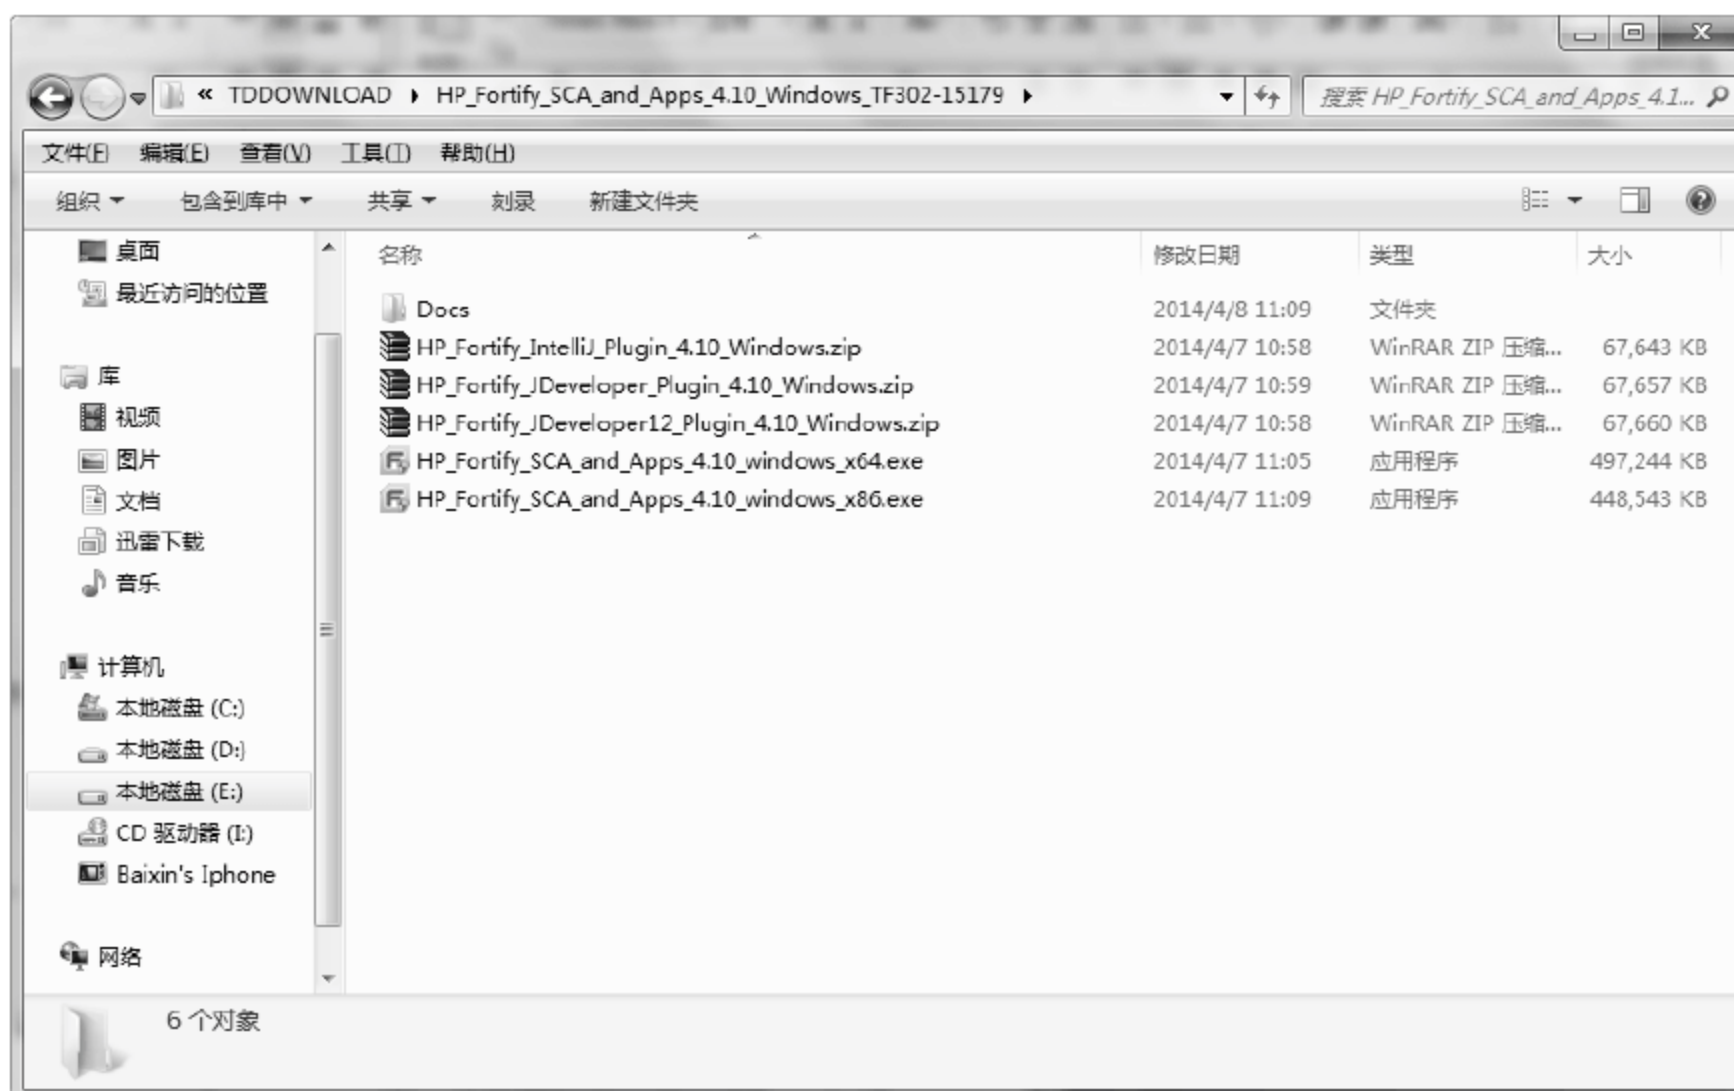 « TDDOWNLOAD ▸ HP_Fortify_SCA_and_Apps_4.10_Windows_TF302-15179 ▸ 搜索 HP_Fortify_SCA_and_Apps_4.1...
文件(F) 编辑(E) 查看(V) 工具(T) 帮助(H)
组织 包含到库中 共享 刻录 新建文件夹
桌面
最近访问的位置
库
视频
图片
文档
迅雷下载
音乐
计算机
本地磁盘 (C:)
本地磁盘 (D:)
本地磁盘 (E:)
CD 驱动器 (I:)
Baixin's Iphone
网络
名称 修改日期 类型 大小
Docs 2014/4/8 11:09 文件夹
HP_Fortify_IntelliJ_Plugin_4.10_Windows.zip 2014/4/7 10:58 WinRAR ZIP 压缩... 67,643 KB
HP_Fortify_JDeveloper_Plugin_4.10_Windows.zip 2014/4/7 10:59 WinRAR ZIP 压缩... 67,657 KB
HP_Fortify_JDeveloper12_Plugin_4.10_Windows.zip 2014/4/7 10:58 WinRAR ZIP 压缩... 67,660 KB
HP_Fortify_SCA_and_Apps_4.10_windows_x64.exe 2014/4/7 11:05 应用程序 497,244 KB
HP_Fortify_SCA_and_Apps_4.10_windows_x86.exe 2014/4/7 11:09 应用程序 448,543 KB
6 个对象